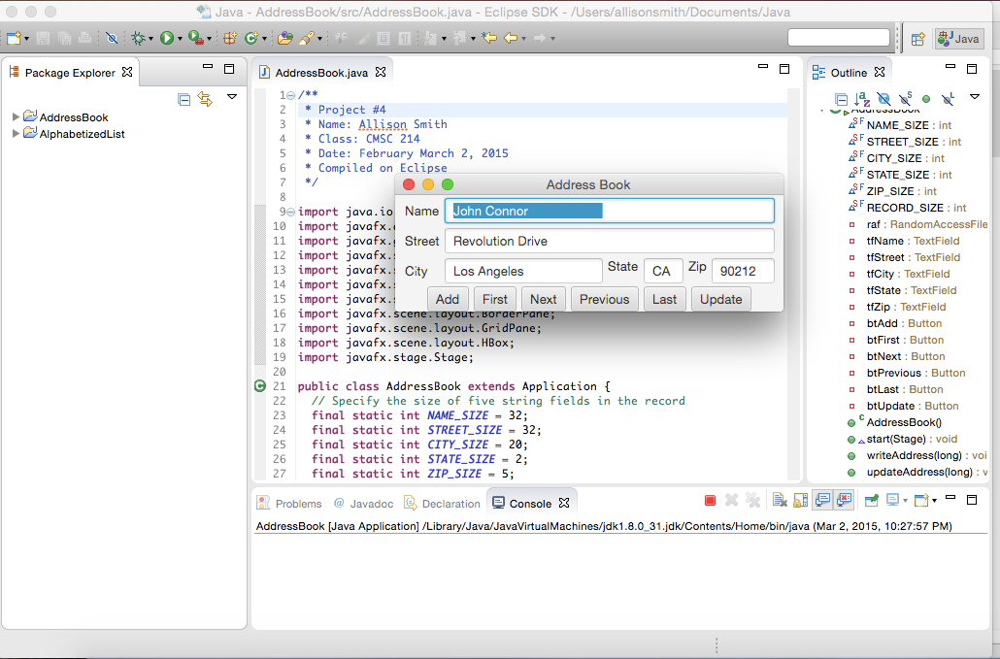 Java - AddressBook/src/AddressBook.java - Eclipse SDK - /Users/allisonsmith/Documents/Java
Java
Package Explorer
AddressBook
AlphabetizedList
AddressBook.java
1 /**
2 * Project #4
3 * Name: Allison Smith
4 * Class: CMSC 214
5 * Date: February March 2, 2015
6 * Compiled on Eclipse
7 */
8
9 import java.io
10 import javafx.
11 import javafx.
12 import javafx.s
13 import javafx.s
14 import javafx.s
15 import javafx.s
16 import javafx.scene.layout.BorderPane;
17 import javafx.scene.layout.GridPane;
18 import javafx.scene.layout.HBox;
19 import javafx.stage.Stage;
20
21 public class AddressBook extends Application {
22 // Specify the size of five string fields in the record
23 final static int NAME_SIZE = 32;
24 final static int STREET_SIZE = 32;
25 final static int CITY_SIZE = 20;
26 final static int STATE_SIZE = 2;
27 final static int ZIP_SIZE = 5;
Address Book
Name John Connor
Street Revolution Drive
City Los Angeles State CA Zip 90212
Add First Next Previous Last Update
Outline
AddressBook
NAME_SIZE : int
STREET_SIZE : int
CITY_SIZE : int
STATE_SIZE : int
ZIP_SIZE : int
RECORD_SIZE : int
raf : RandomAccessFile
tfName : TextField
tfStreet : TextField
tfCity : TextField
tfState : TextField
tfZip : TextField
btAdd : Button
btFirst : Button
btNext : Button
btPrevious : Button
btLast : Button
btUpdate : Button
AddressBook()
start(Stage) : void
writeAddress(long) : voi
updateAddress(long) : v
Problems @ Javadoc Declaration Console
AddressBook [Java Application] /Library/Java/JavaVirtualMachines/jdk1.8.0_31.jdk/Contents/Home/bin/java (Mar 2, 2015, 10:27:57 PM)